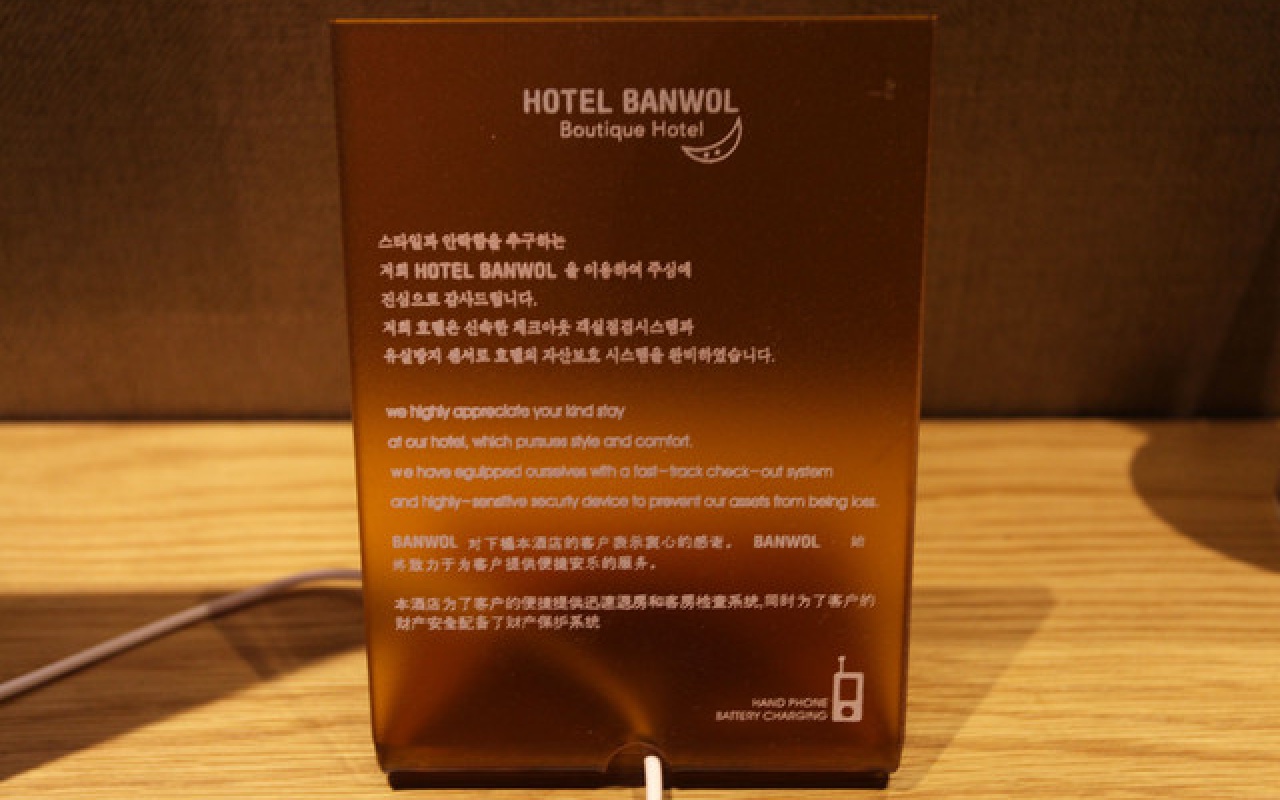 HOTEL BANWOL
Boutique Hotel
스타일과 안락함을 추구하는
저희 HOTEL BANWOL 을 이용하여 주심에
진심으로 감사드립니다.
저희 호텔은 신속한 체크아웃 객실점검시스템과
유실방지 센서로 호텔의 자산보호 시스템을 완비하였습니다.
we highly appreciate your kind stay
at our hotel, which pursues style and comfort.
we have eguipped ourselves with a fast-track check-out system
and highly-sensitive security device to prevent our assets from being loss.
BANWOL 对下榻本酒店的客户表示衷心的感谢。 BANWOL 始
终致力于为客户提供便捷安乐的服务。
本酒店为了客户的便捷提供迅速退房和客房检查系统,同时为了客户的
财产安全配备了财产保护系统
HAND PHONE
BATTERY CHARGING